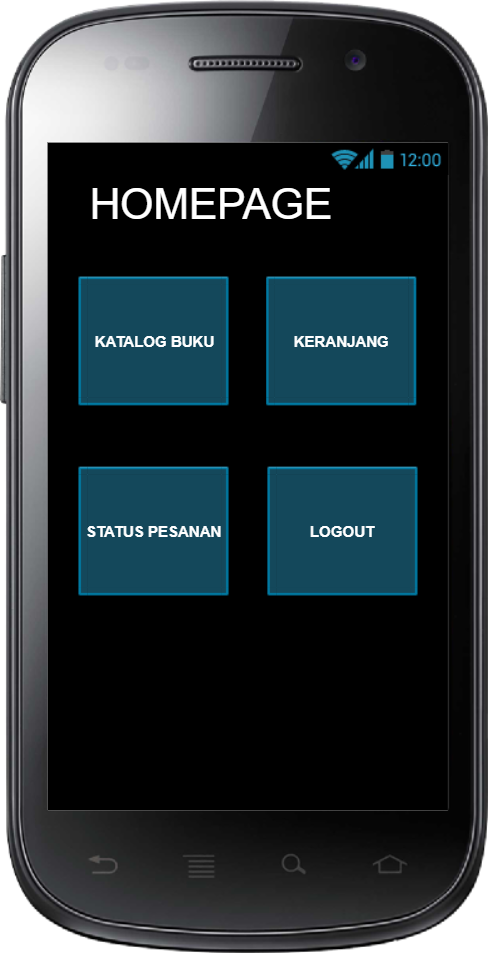 12:00
HOMEPAGE
KATALOG BUKU
KERANJANG
STATUS PESANAN
LOGOUT